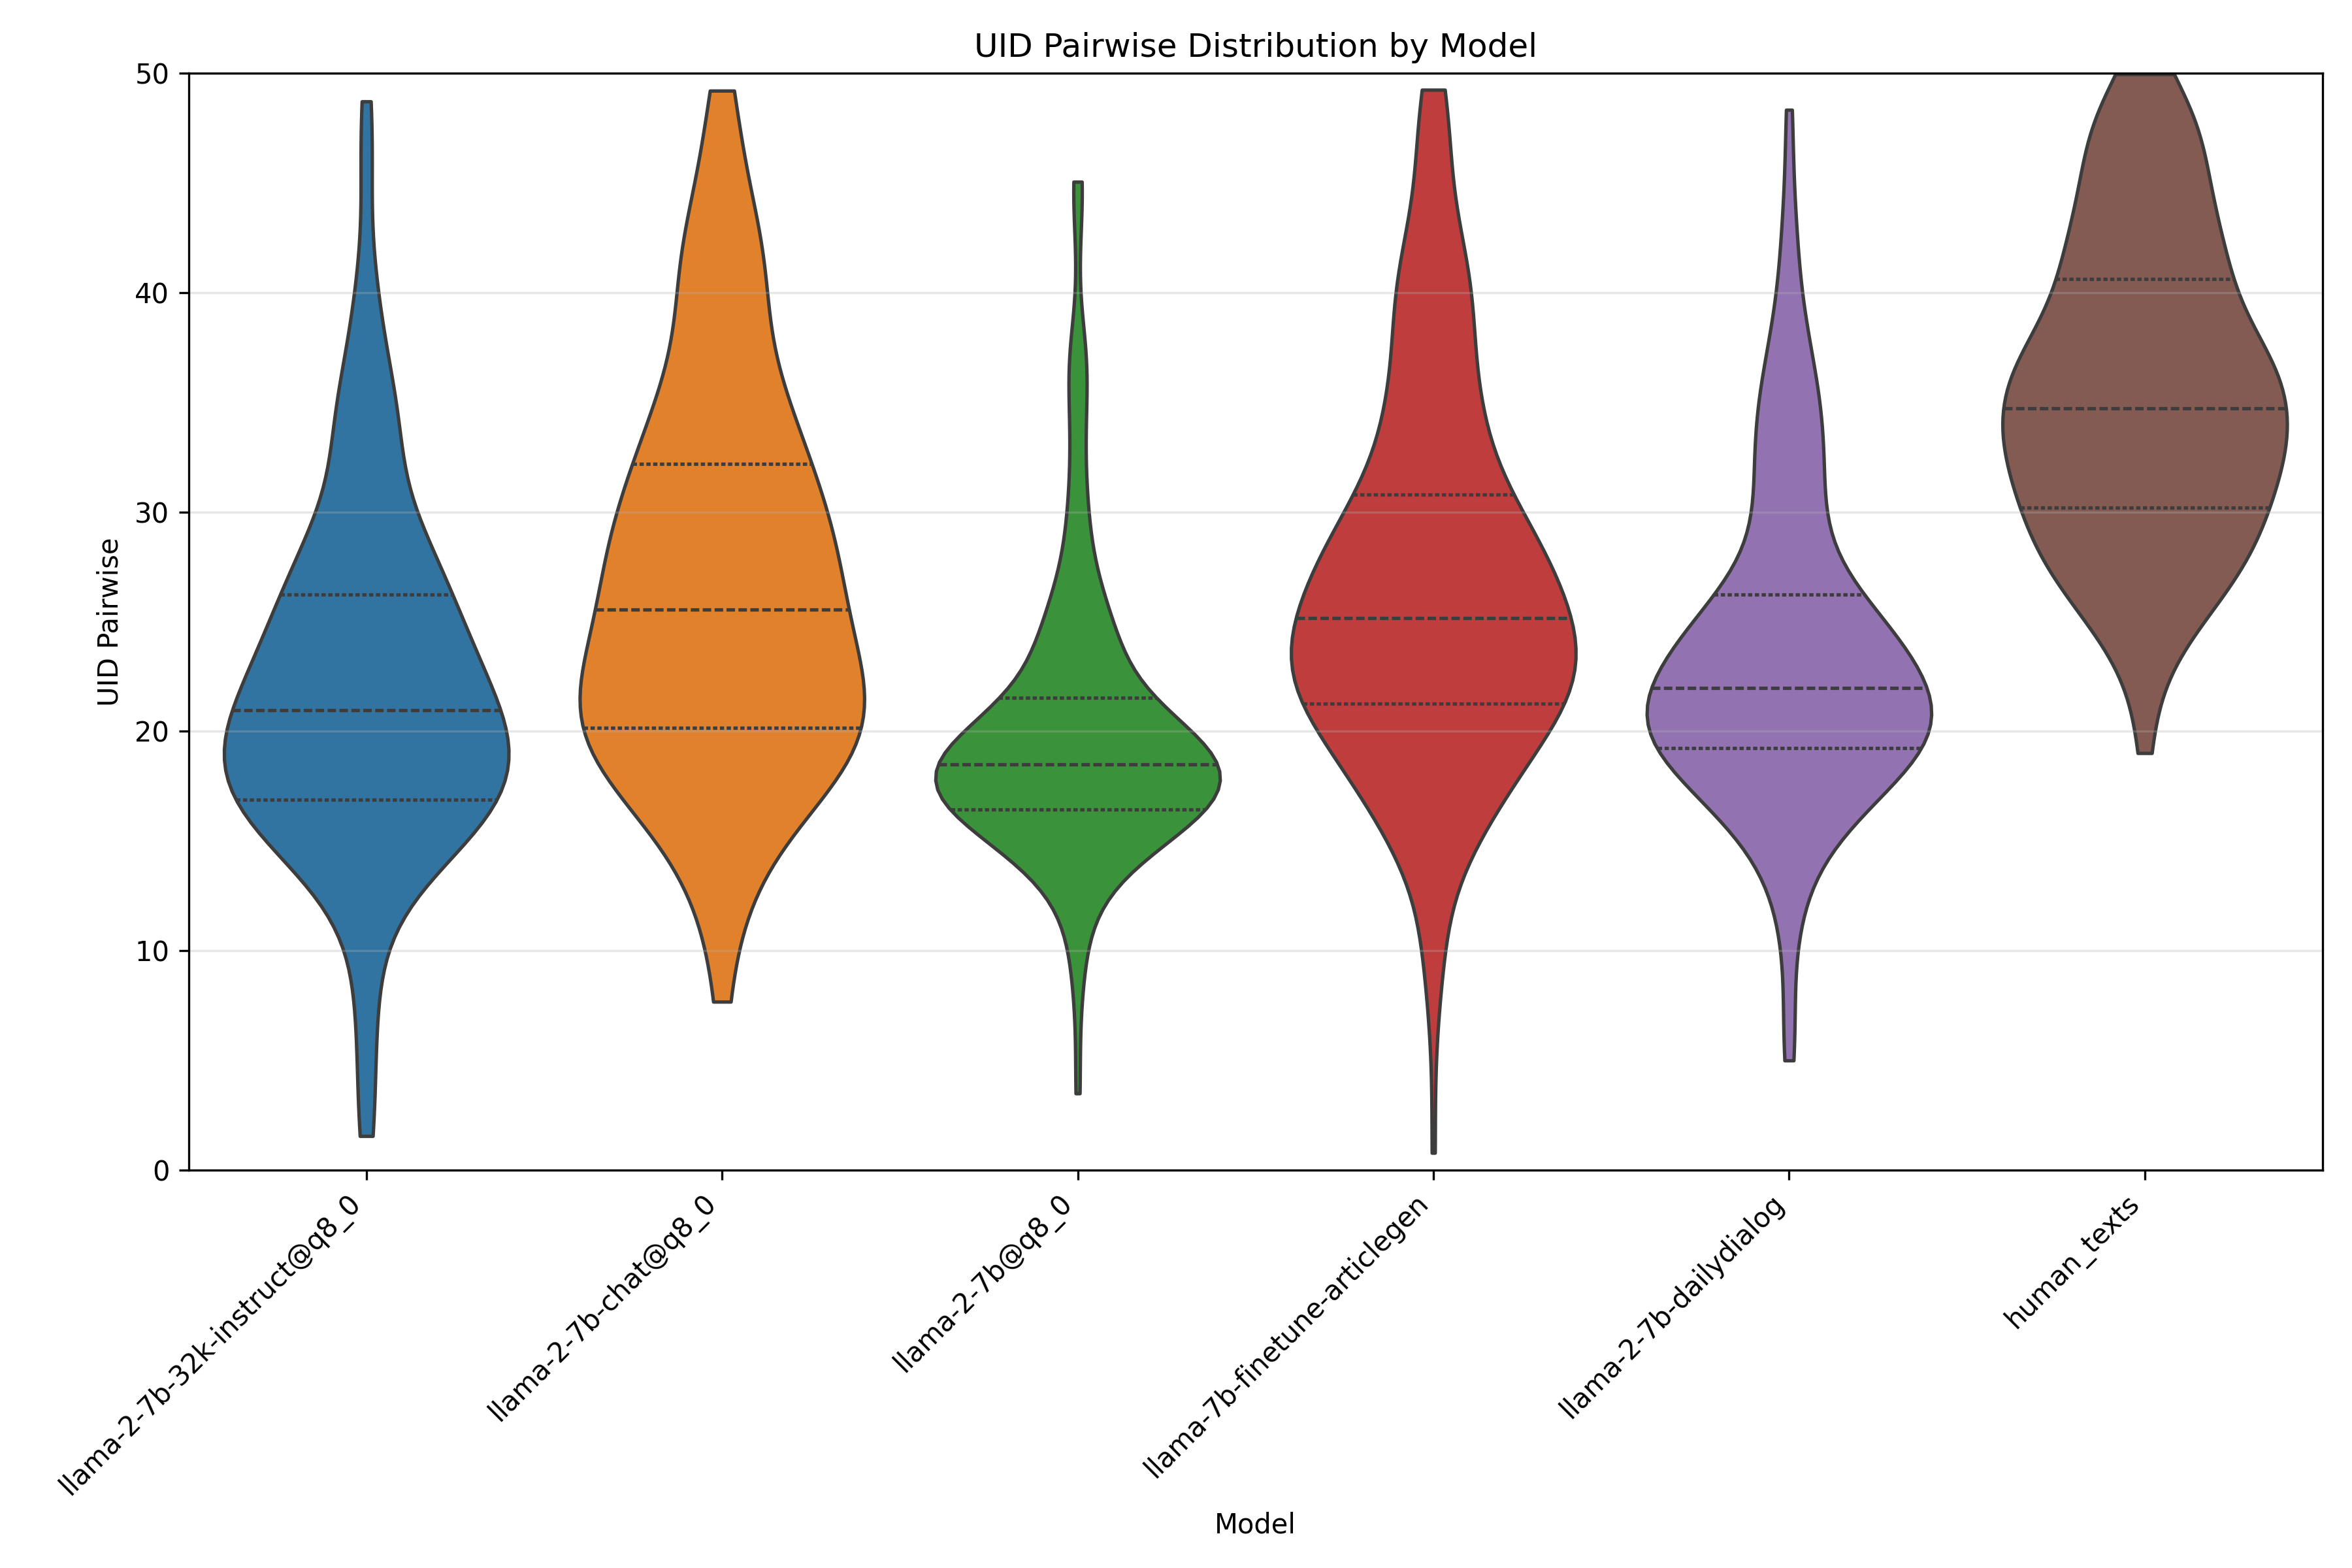 UID Pairwise Distribution by Model
50
40
30
20
10
0
UID Pairwise
llama-2-7b-32k-instruct@q8_0
llama-2-7b-chat@q8_0
llama-2-7b@q8_0
llama-7b-finetune-articlegen
llama-2-7b-dailydialog
human_texts
Model